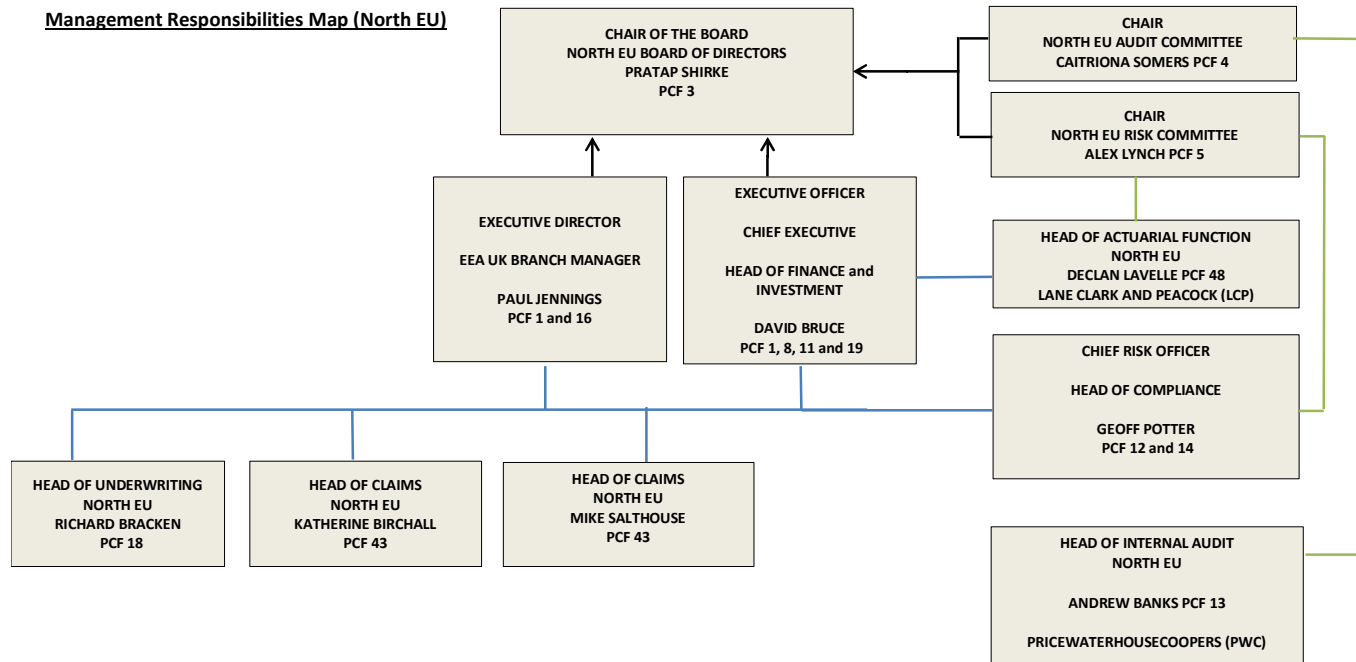 Management Responsibilities Map (North EU)
CHAIR OF THE BOARD
NORTH EU BOARD OF DIRECTORS
PRATAP SHIRKE
PCF 3
CHAIR
NORTH EU AUDIT COMMITTEE
CAITRIONA SOMERS PCF 4
CHAIR
NORTH EU RISK COMMITTEE
ALEX LYNCH PCF 5
EXECUTIVE DIRECTOR
EEA UK BRANCH MANAGER
PAUL JENNINGS
PCF 1 and 16
EXECUTIVE OFFICER
CHIEF EXECUTIVE
HEAD OF FINANCE and
INVESTMENT
DAVID BRUCE
PCF 1, 8, 11 and 19
HEAD OF ACTUARIAL FUNCTION
NORTH EU
DECLAN LAVELLE PCF 48
LANE CLARK AND PEACOCK (LCP)
CHIEF RISK OFFICER
HEAD OF COMPLIANCE
GEOFF POTTER
PCF 12 and 14
HEAD OF UNDERWRITING
NORTH EU
RICHARD BRACKEN
PCF 18
HEAD OF CLAIMS
NORTH EU
KATHERINE BIRCHALL
PCF 43
HEAD OF CLAIMS
NORTH EU
MIKE SALTHOUSE
PCF 43
HEAD OF INTERNAL AUDIT
NORTH EU
ANDREW BANKS PCF 13
PRICEWATERHOUSECOOPERS (PWC)